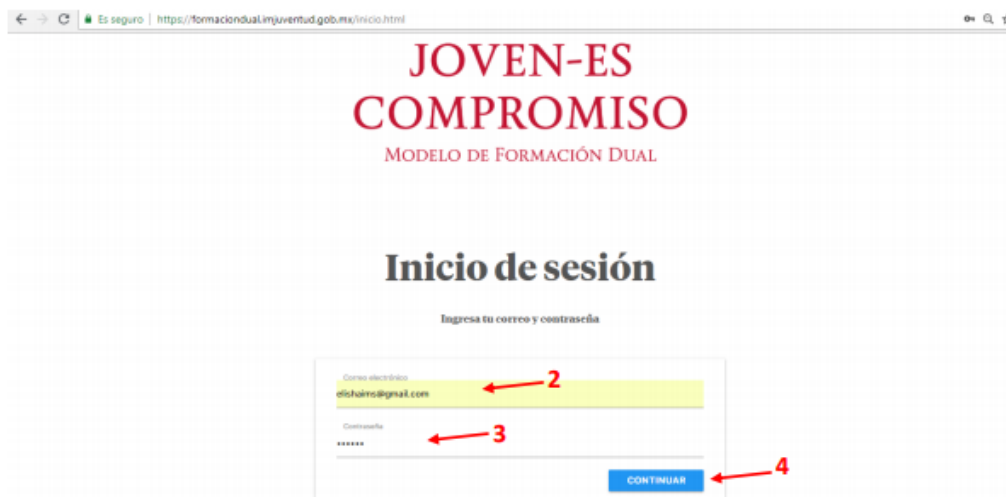 Es seguro | https://formaciondual.imjuventud.gob.mx/inicio.html
JOVEN-ES
COMPROMISO
MODELO DE FORMACIÓN DUAL
Inicio de sesión
Ingresa tu correo y contraseña
Correo electrónico
elishaims@gmail.com
2
Contraseña
••••••
3
CONTINUAR
4